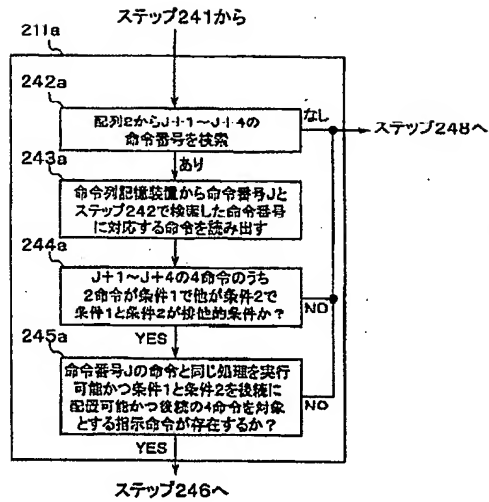 ステップ241から
211a
242a
配列2からJ+1～J+4の
命令番号を検索
なし
ステップ248へ
あり
243a
命令列記憶装置から命令番号Jと
ステップ242で検索した命令番号
に対応する命令を読み出す
244a
J+1～J+4の4命令のうち
2命令が条件1で他が条件2で
条件1と条件2が排他的条件か？
NO
YES
245a
命令番号Jの命令と同じ処理を実行
可能かつ条件1と条件2を後続に
配置可能かつ後続の4命令を対象
とする指示命令が存在するか？
NO
YES
ステップ246へ